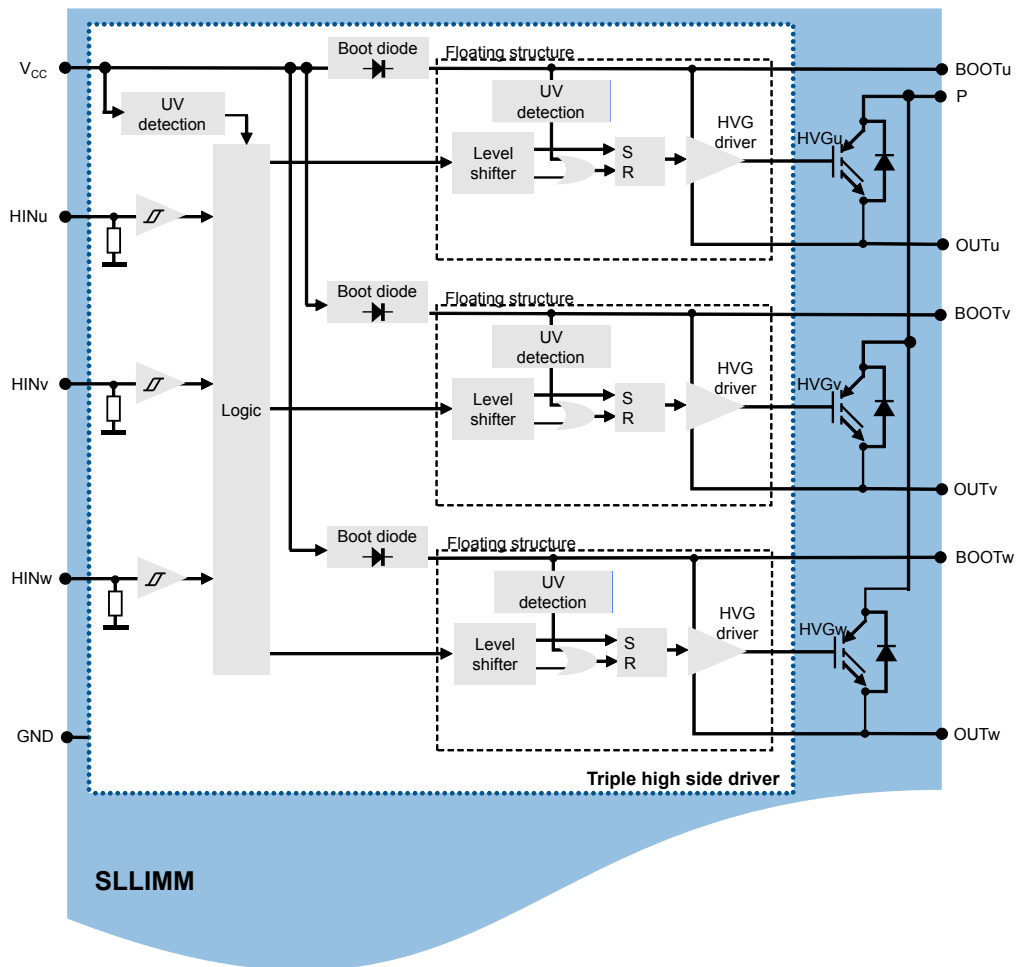 Boot diode
Floating structure
VCC
BOOTu
P
UV
detection
UV
detection
HVG
driver
HVGu
Level
shifter
S
R
HINu
OUTu
Boot diode
Floating structure
BOOTv
UV
detection
HVG
driver
HVGv
HINv
Logic
Level
shifter
S
R
OUTv
Boot diode
Floating structure
BOOTw
HINw
UV
detection
HVG
driver
HVGw
Level
shifter
S
R
GND
OUTw
Triple high side driver
SLLIMM